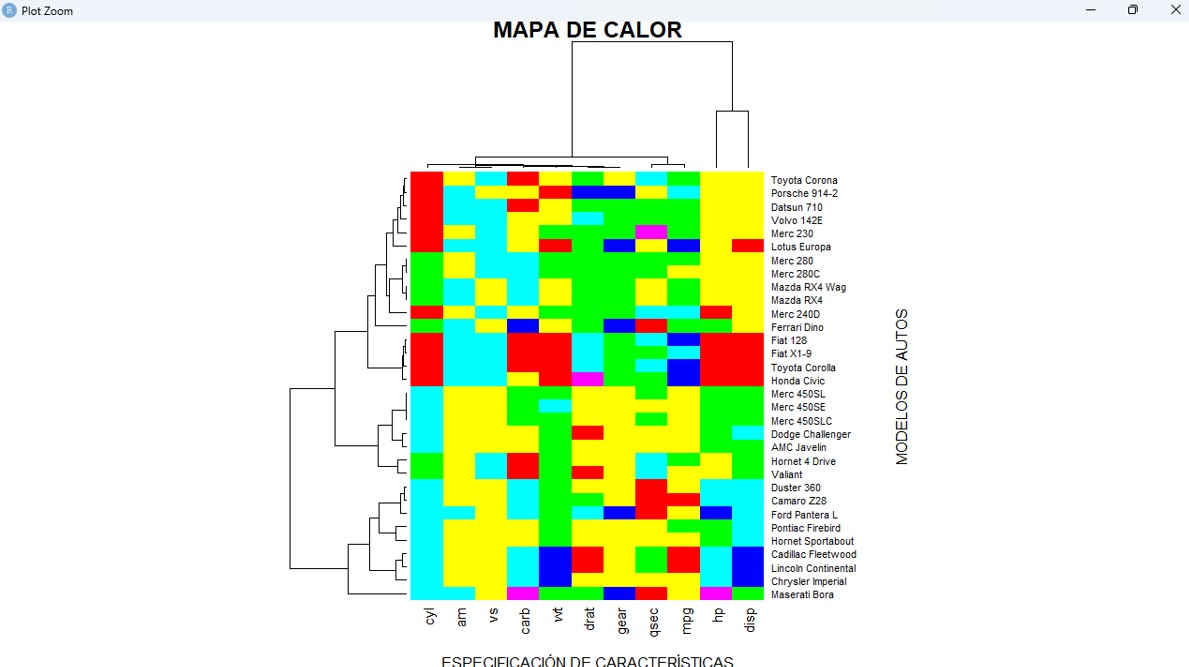 R Plot Zoom
MAPA DE CALOR
Toyota Corona
Porsche 914-2
Datsun 710
Volvo 142E
Merc 230
Lotus Europa
Merc 280
Merc 280C
Mazda RX4 Wag
Mazda RX4
Merc 240D
Ferrari Dino
Fiat 128
Fiat X1-9
Toyota Corolla
Honda Civic
Merc 450SL
Merc 450SE
Merc 450SLC
Dodge Challenger
AMC Javelin
Hornet 4 Drive
Valiant
Duster 360
Camaro Z28
Ford Pantera L
Pontiac Firebird
Hornet Sportabout
Cadillac Fleetwood
Lincoln Continental
Chrysler Imperial
Maserati Bora
MODELOS DE AUTOS
cyl
am
vs
carb
wt
drat
gear
qsec
mpg
hp
disp
ESPECIFICACIÓN DE CARACTERÍSTICAS